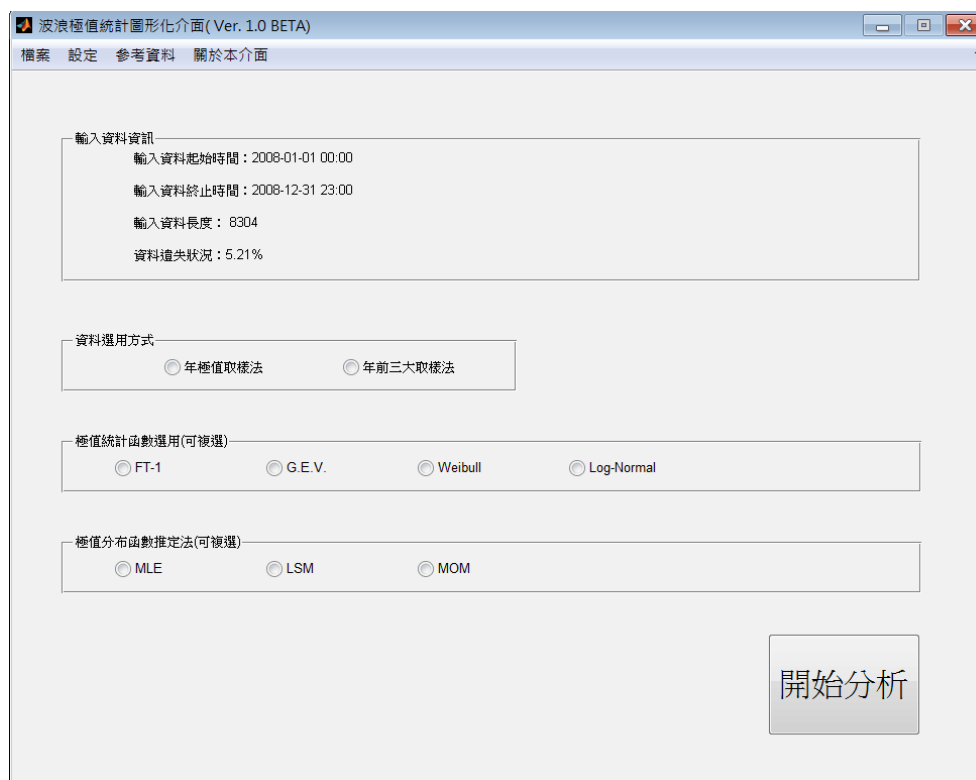 波浪極值統計圖形化介面( Ver. 1.0 BETA)
檔案 設定 參考資料 關於本介面
輸入資料資訊
輸入資料起始時間：2008-01-01 00:00
輸入資料終止時間：2008-12-31 23:00
輸入資料長度： 8304
資料遺失狀況：5.21%
資料選用方式
年極值取樣法 年前三大取樣法
極值統計函數選用(可複選)
FT-1 G.E.V. Weibull Log-Normal
極值分布函數推定法(可複選)
MLE LSM MOM
開始分析